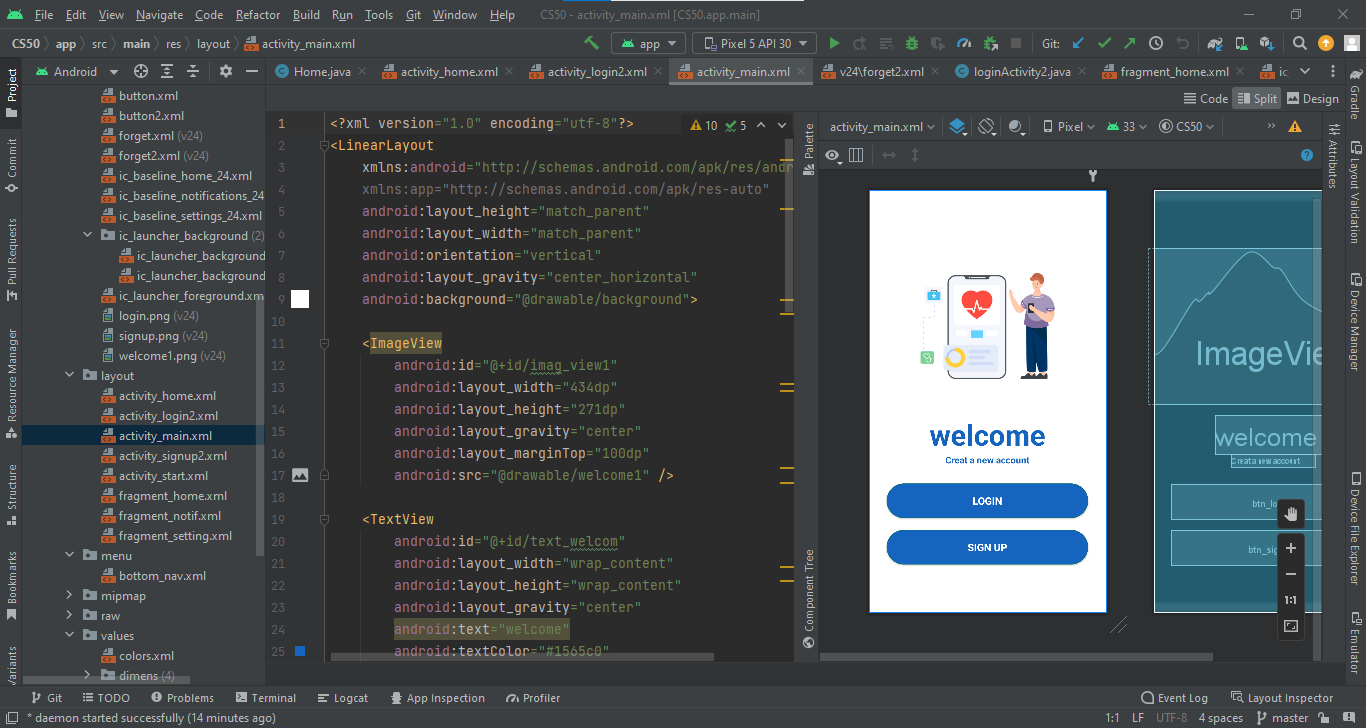 File Edit View Navigate Code Refactor Build Run Tools Git Window Help CS50 - activity_main.xml [CS50.app.main]
CS50 app src main res layout activity_main.xml app Pixel 5 API 30 Git:
Android Home.java activity_home.xml activity_login2.xml activity_main.xml v24\forget2.xml loginActivity2.java fragment_home.xml ic
Code Split Design
Project
Commit
Pull Requests
Resource Manager
Structure
Bookmarks
Variants
button.xml
button2.xml
forget.xml (v24)
forget2.xml (v24)
ic_baseline_home_24.xml
ic_baseline_notifications_24
ic_baseline_settings_24.xml
ic_launcher_background (2)
ic_launcher_background
ic_launcher_background
ic_launcher_foreground.xm
login.png (v24)
signup.png (v24)
welcome1.png (v24)
layout
activity_home.xml
activity_login2.xml
activity_main.xml
activity_signup2.xml
activity_start.xml
fragment_home.xml
fragment_notif.xml
fragment_setting.xml
menu
bottom_nav.xml
mipmap
raw
values
colors.xml
dimens (4)
10 5
1 <?xml version="1.0" encoding="utf-8"?>
2 <LinearLayout
3 xmlns:android="http://schemas.android.com/apk/res/andr
4 xmlns:app="http://schemas.android.com/apk/res-auto"
5 android:layout_height="match_parent"
6 android:layout_width="match_parent"
7 android:orientation="vertical"
8 android:layout_gravity="center_horizontal"
9 android:background="@drawable/background">
10
11 <ImageView
12 android:id="@+id/imag_view1"
13 android:layout_width="434dp"
14 android:layout_height="271dp"
15 android:layout_gravity="center"
16 android:layout_marginTop="100dp"
17 android:src="@drawable/welcome1" />
18
19 <TextView
20 android:id="@+id/text_welcom"
21 android:layout_width="wrap_content"
22 android:layout_height="wrap_content"
23 android:layout_gravity="center"
24 android:text="welcome"
25 android:textColor="#1565c0"
Palette
Component Tree
activity_main.xml Pixel 33 CS50
welcome
Creat a new account
LOGIN
SIGN UP
ImageVie
welcome
Creat a new account
btn_lo
btn_sig
1:1
Attributes
Gradle
Layout Validation
Device Manager
Device File Explorer
Emulator
Git TODO Problems Terminal Logcat App Inspection Profiler Event Log Layout Inspector
* daemon started successfully (14 minutes ago) 1:1 LF UTF-8 4 spaces master